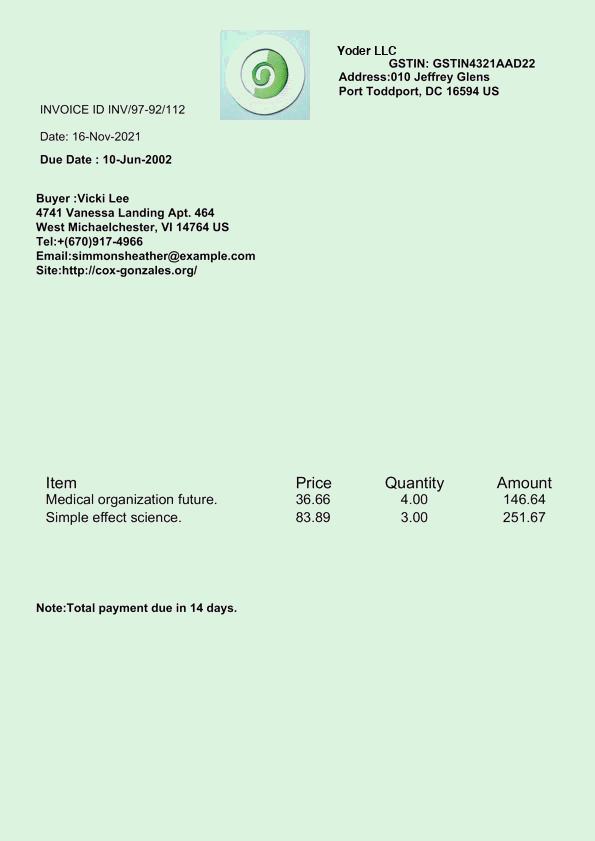 Yoder LLC
GSTIN: GSTIN4321AAD22
Address:010 Jeffrey Glens
Port Toddport, DC 16594 US
INVOICE ID INV/97-92/112
Date: 16-Nov-2021
Due Date : 10-Jun-2002
Buyer :Vicki Lee
4741 Vanessa Landing Apt. 464
West Michaelchester, VI 14764 US
Tel:+(670)917-4966
Email:simmonsheather@example.com
Site:http://cox-gonzales.org/
Item Price Quantity Amount
Medical organization future. 36.66 4.00 146.64
Simple effect science. 83.89 3.00 251.67
Note:Total payment due in 14 days.